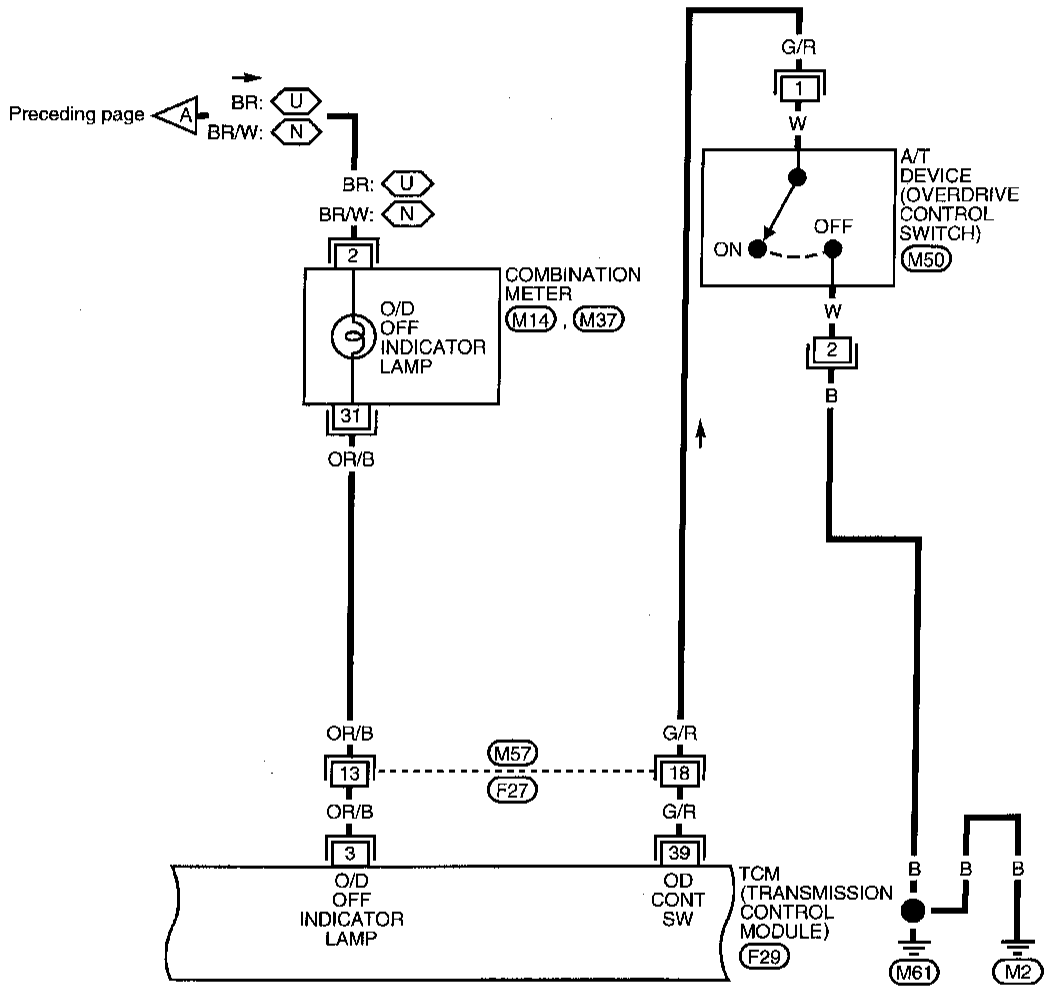 G/R
1
W
Preceding page
A
BR: U
BR/W: N
BR: U
BR/W: N
2
A/T
DEVICE
(OVERDRIVE
CONTROL
SWITCH)
M50
OFF
ON
W
2
B
COMBINATION
METER
M14 , M37
O/D
OFF
INDICATOR
LAMP
31
OR/B
OR/B
13
OR/B
3
M57
F27
G/R
18
G/R
39
O/D
OFF
INDICATOR
LAMP
OD
CONT
SW
TCM
(TRANSMISSION
CONTROL
MODULE)
F29
B
B
B
M61
M2